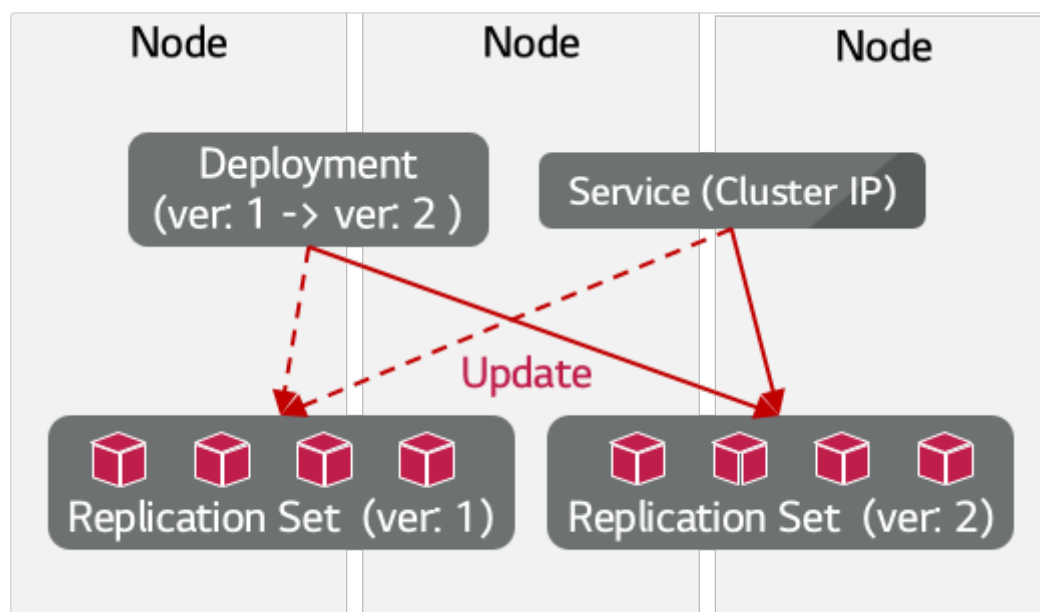 Node
Node
Node
Deployment
(ver: 1 -> ver: 2 )
Service (Cluster IP)
Update
Replication Set (ver: 1)
Replication Set (ver: 2)